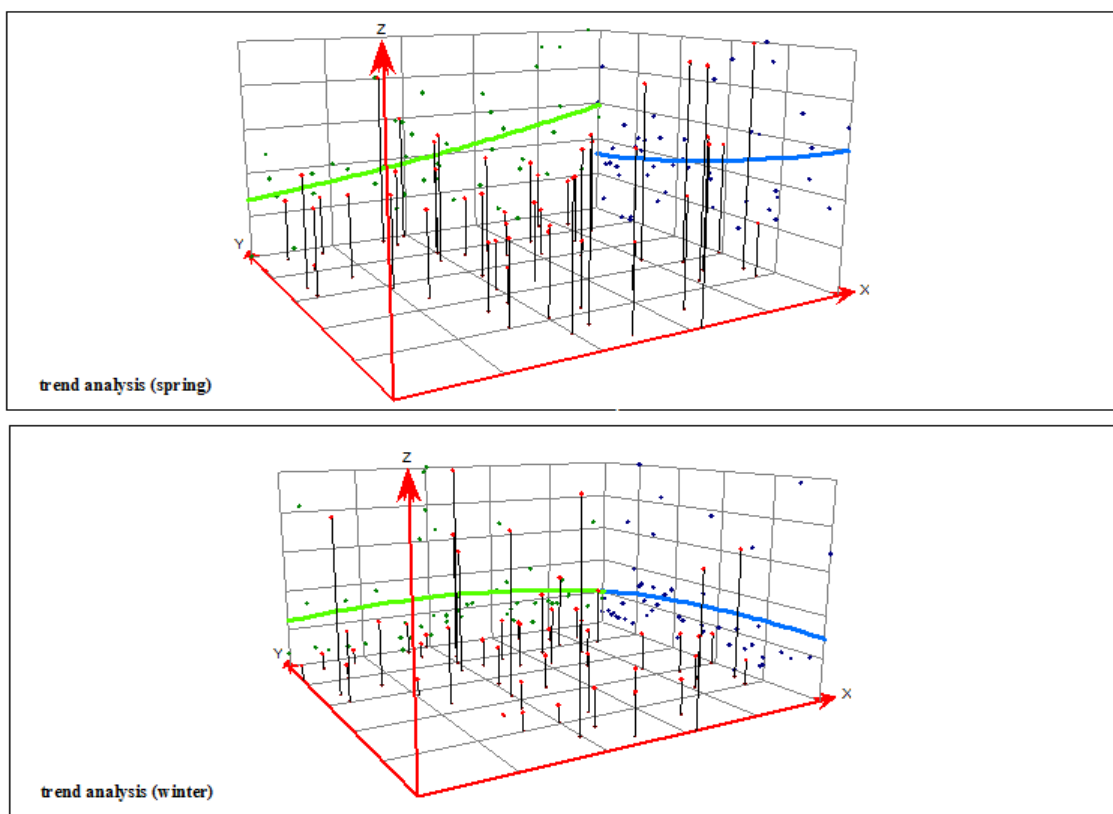 Z
Y
X
trend analysis (spring)
Z
Y
X
trend analysis (winter)